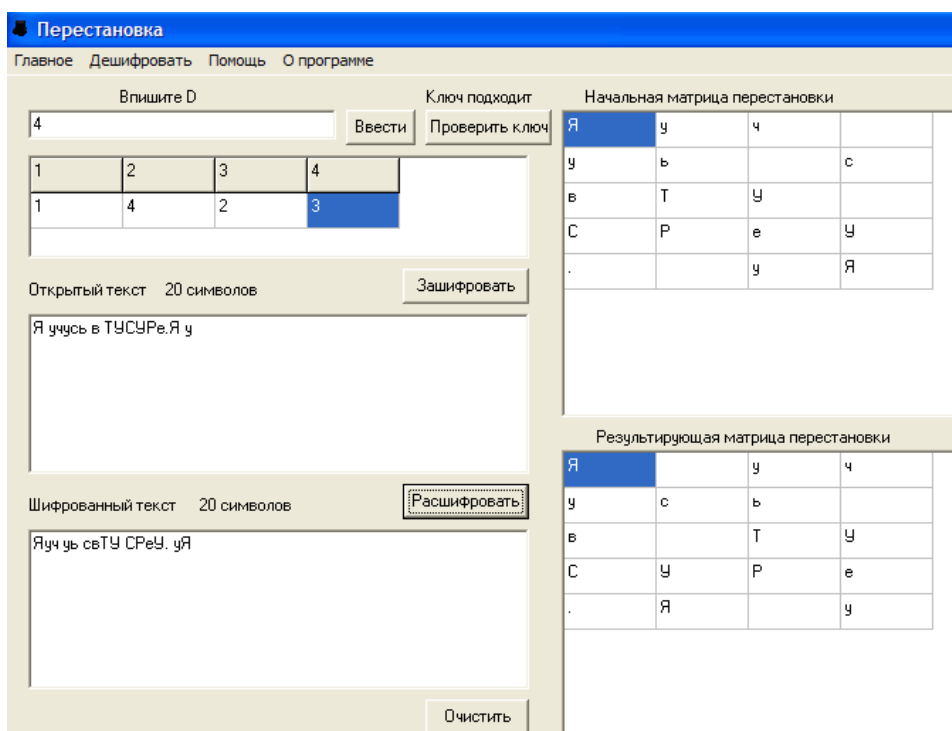 Перестановка
Главное Дешифровать Помощь О программе
Впишите D
Ключ подходит
4
Ввести
Проверить ключ
1 2 3 4
1 4 2 3
Открытый текст 20 символов
Зашифровать
Я учусь в ТУСУРе.Я у
Шифрованный текст 20 символов
Расшифровать
Яуч уь свТУ СРеУ. уЯ
Очистить
Начальная матрица перестановки
Я у ч
у ь с
в Т У
С Р е У
. у Я
Результирующая матрица перестановки
Я у ч
у с ь
в Т У
С У Р е
. Я у